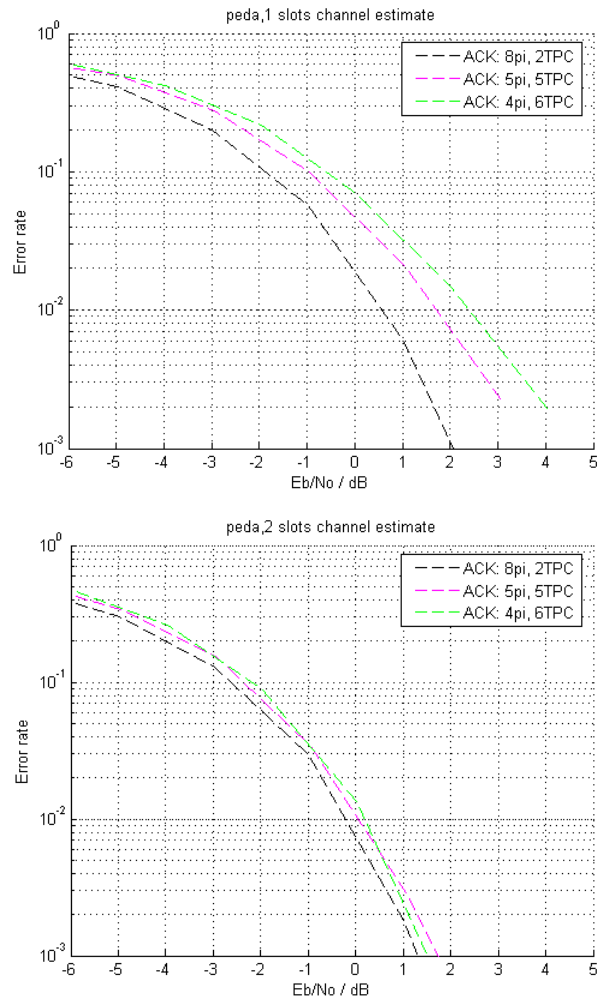 peda,1 slots channel estimate
10^0
10^-1
10^-2
10^-3
Error rate
ACK: 8pi, 2TPC
ACK: 5pi, 5TPC
ACK: 4pi, 6TPC
-6 -5 -4 -3 -2 -1 0 1 2 3 4 5
Eb/No / dB
peda,2 slots channel estimate
10^0
10^-1
10^-2
10^-3
Error rate
ACK: 8pi, 2TPC
ACK: 5pi, 5TPC
ACK: 4pi, 6TPC
-6 -5 -4 -3 -2 -1 0 1 2 3 4 5
Eb/No / dB